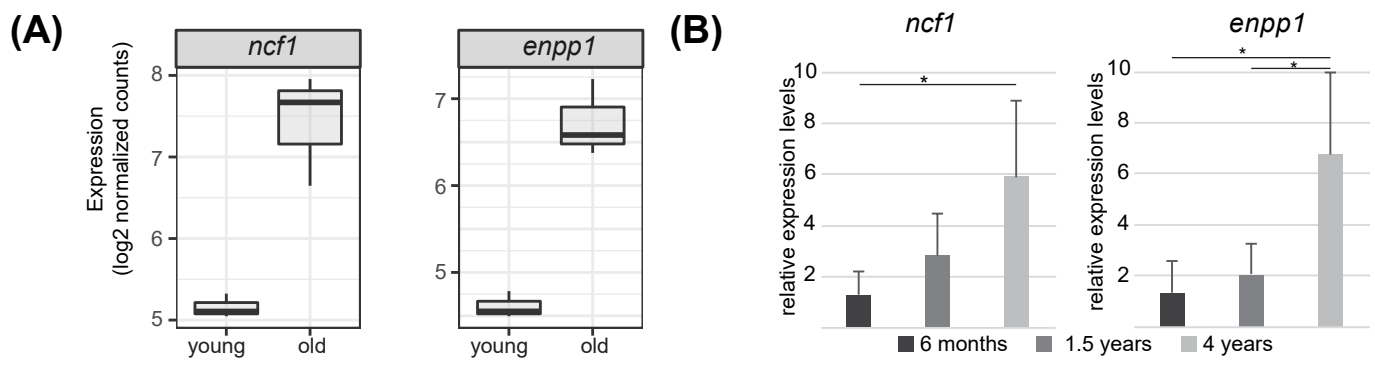 (A)
ncf1
enpp1
Expression
(log2 normalized counts)
8
7
6
5
7
6
5
young
old
young
old
(B)
ncf1
enpp1
relative expression levels
10
8
6
4
2
*
relative expression levels
10
8
6
4
2
*
*
6 months
1.5 years
4 years